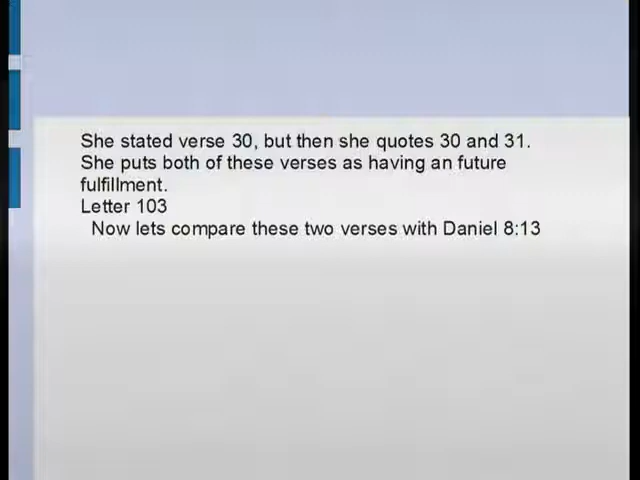 She stated verse 30, but then she quotes 30 and 31.
She puts both of these verses as having an future
fulfillment.
Letter 103
Now lets compare these two verses with Daniel 8:13